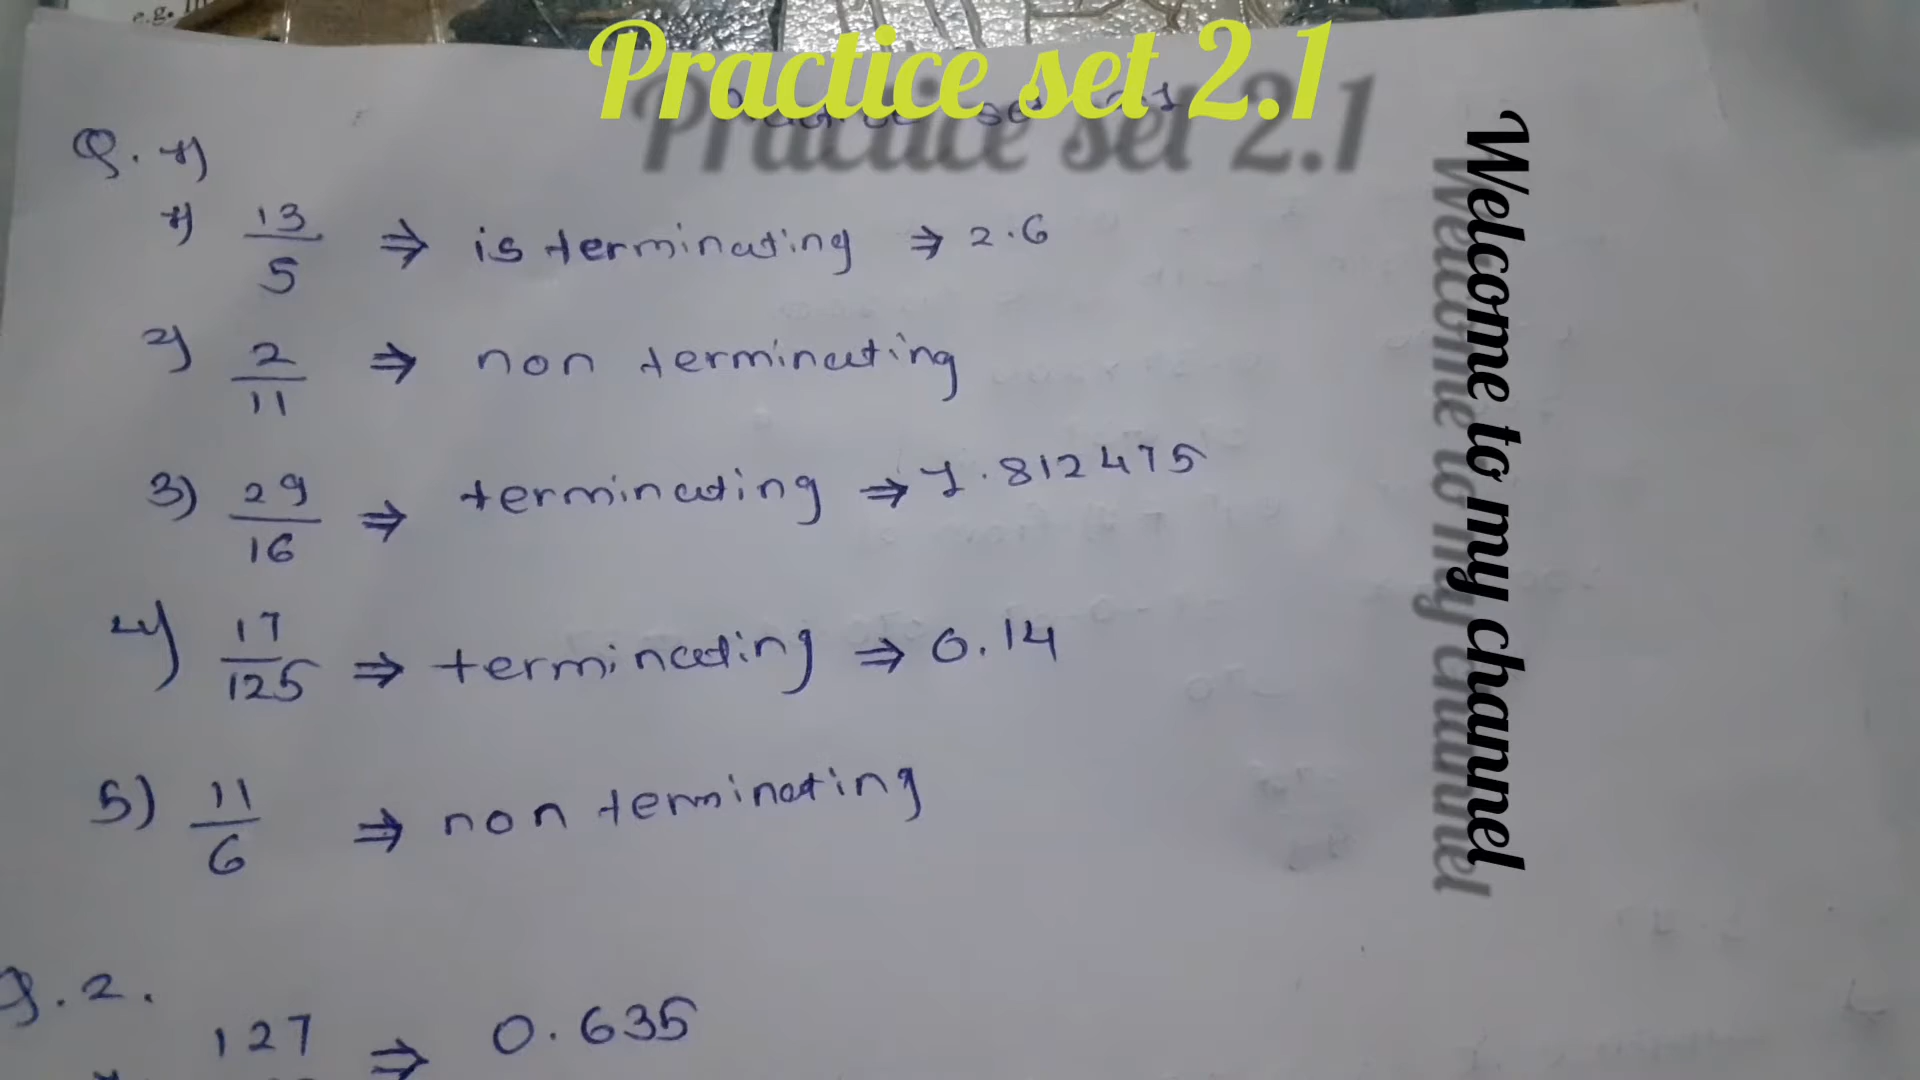 e.g.
Practice set 2.1
Q. 1)
1) 13/5 ⇒ is terminating ⇒ 2.6
2) 2/11 ⇒ non terminating
3) 29/16 ⇒ terminating ⇒ 1.812475
4) 17/125 ⇒ terminating ⇒ 0.14
5) 11/6 ⇒ non terminating
Q.2.
127 ⇒ 0.635
Welcome to my channel